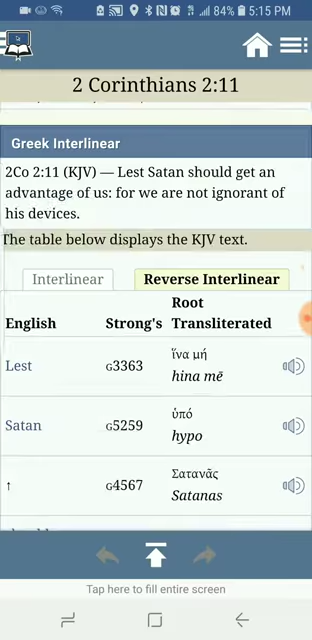 84% 5:15 PM
2 Corinthians 2:11
Greek Interlinear
2Co 2:11 (KJV) — Lest Satan should get an
advantage of us: for we are not ignorant of
his devices.
The table below displays the KJV text.
Interlinear Reverse Interlinear
English Strong's Root Transliterated
Lest G3363 ἵνα μή
hina mē
Satan G5259 ὑπό
hypo
↑ G4567 Σατανᾶς
Satanas
Tap here to fill entire screen